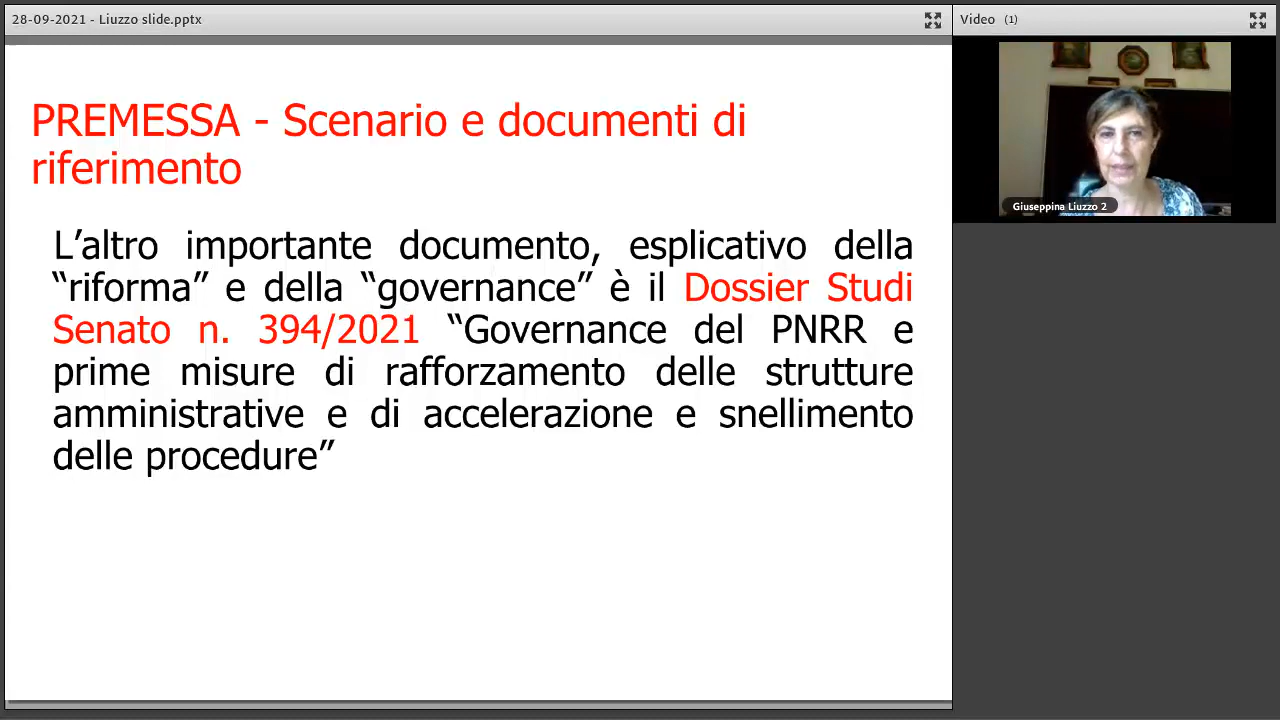 28-09-2021 - Liuzzo slide.pptx
Video (1)
PREMESSA - Scenario e documenti di
riferimento
L’altro importante documento, esplicativo della
“riforma” e della “governance” è il Dossier Studi
Senato n. 394/2021 “Governance del PNRR e
prime misure di rafforzamento delle strutture
amministrative e di accelerazione e snellimento
delle procedure”
Giuseppina Liuzzo 2